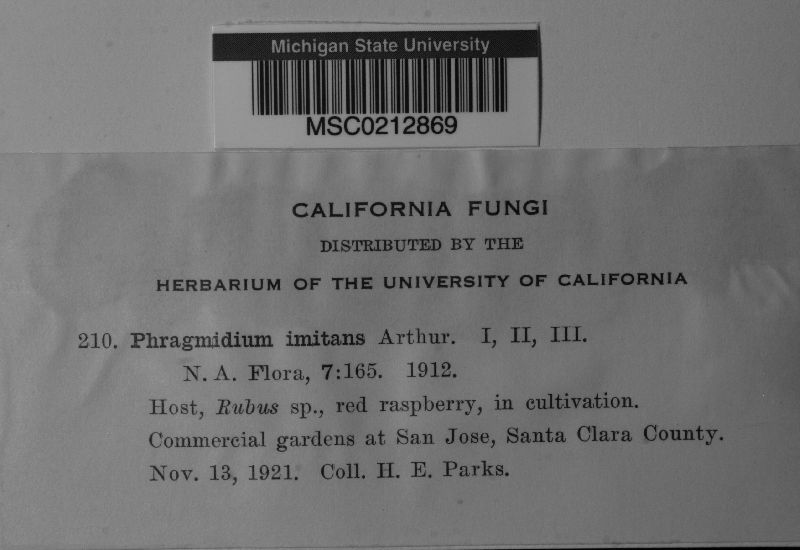 Michigan State University
MSC0212869
CALIFORNIA FUNGI
DISTRIBUTED BY THE
HERBARIUM OF THE UNIVERSITY OF CALIFORNIA
210. Phragmidium imitans Arthur. I, II, III.
N. A. Flora, 7:165. 1912.
Host, Rubus sp., red raspberry, in cultivation.
Commercial gardens at San Jose, Santa Clara County.
Nov. 13, 1921. Coll. H. E. Parks.